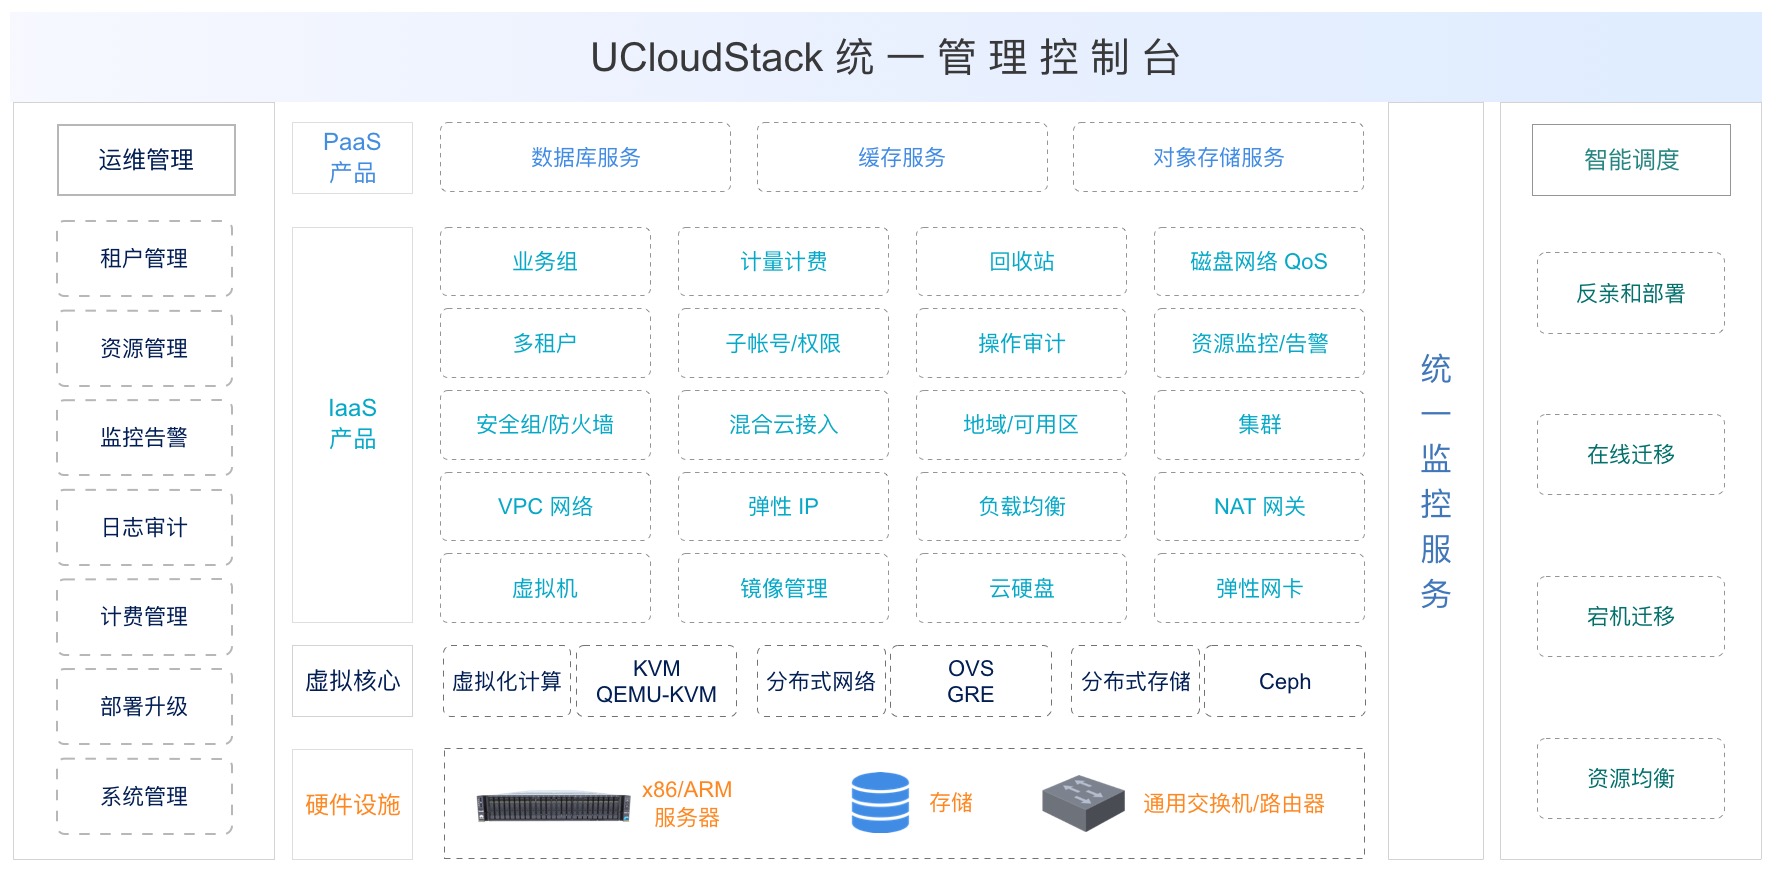 UCloudStack 统一管理控制台
运维管理
租户管理
资源管理
监控告警
日志审计
计费管理
部署升级
系统管理
PaaS
产品
数据库服务
缓存服务
对象存储服务
IaaS
产品
业务组
计量计费
回收站
磁盘网络 QoS
多租户
子帐号/权限
操作审计
资源监控/告警
安全组/防火墙
混合云接入
地域/可用区
集群
VPC 网络
弹性 IP
负载均衡
NAT 网关
虚拟机
镜像管理
云硬盘
弹性网卡
虚拟核心
虚拟化计算
KVM
QEMU-KVM
分布式网络
OVS
GRE
分布式存储
Ceph
硬件设施
x86/ARM
服务器
存储
通用交换机/路由器
统一监控服务
智能调度
反亲和部署
在线迁移
宕机迁移
资源均衡